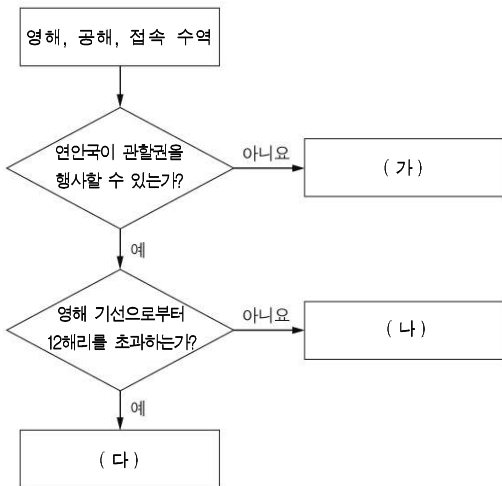 영해, 공해, 접속 수역
연안국이 관할권을
행사할 수 있는가?
아니요
( 가 )
예
영해 기선으로부터
12해리를 초과하는가?
아니요
( 나 )
예
( 다 )